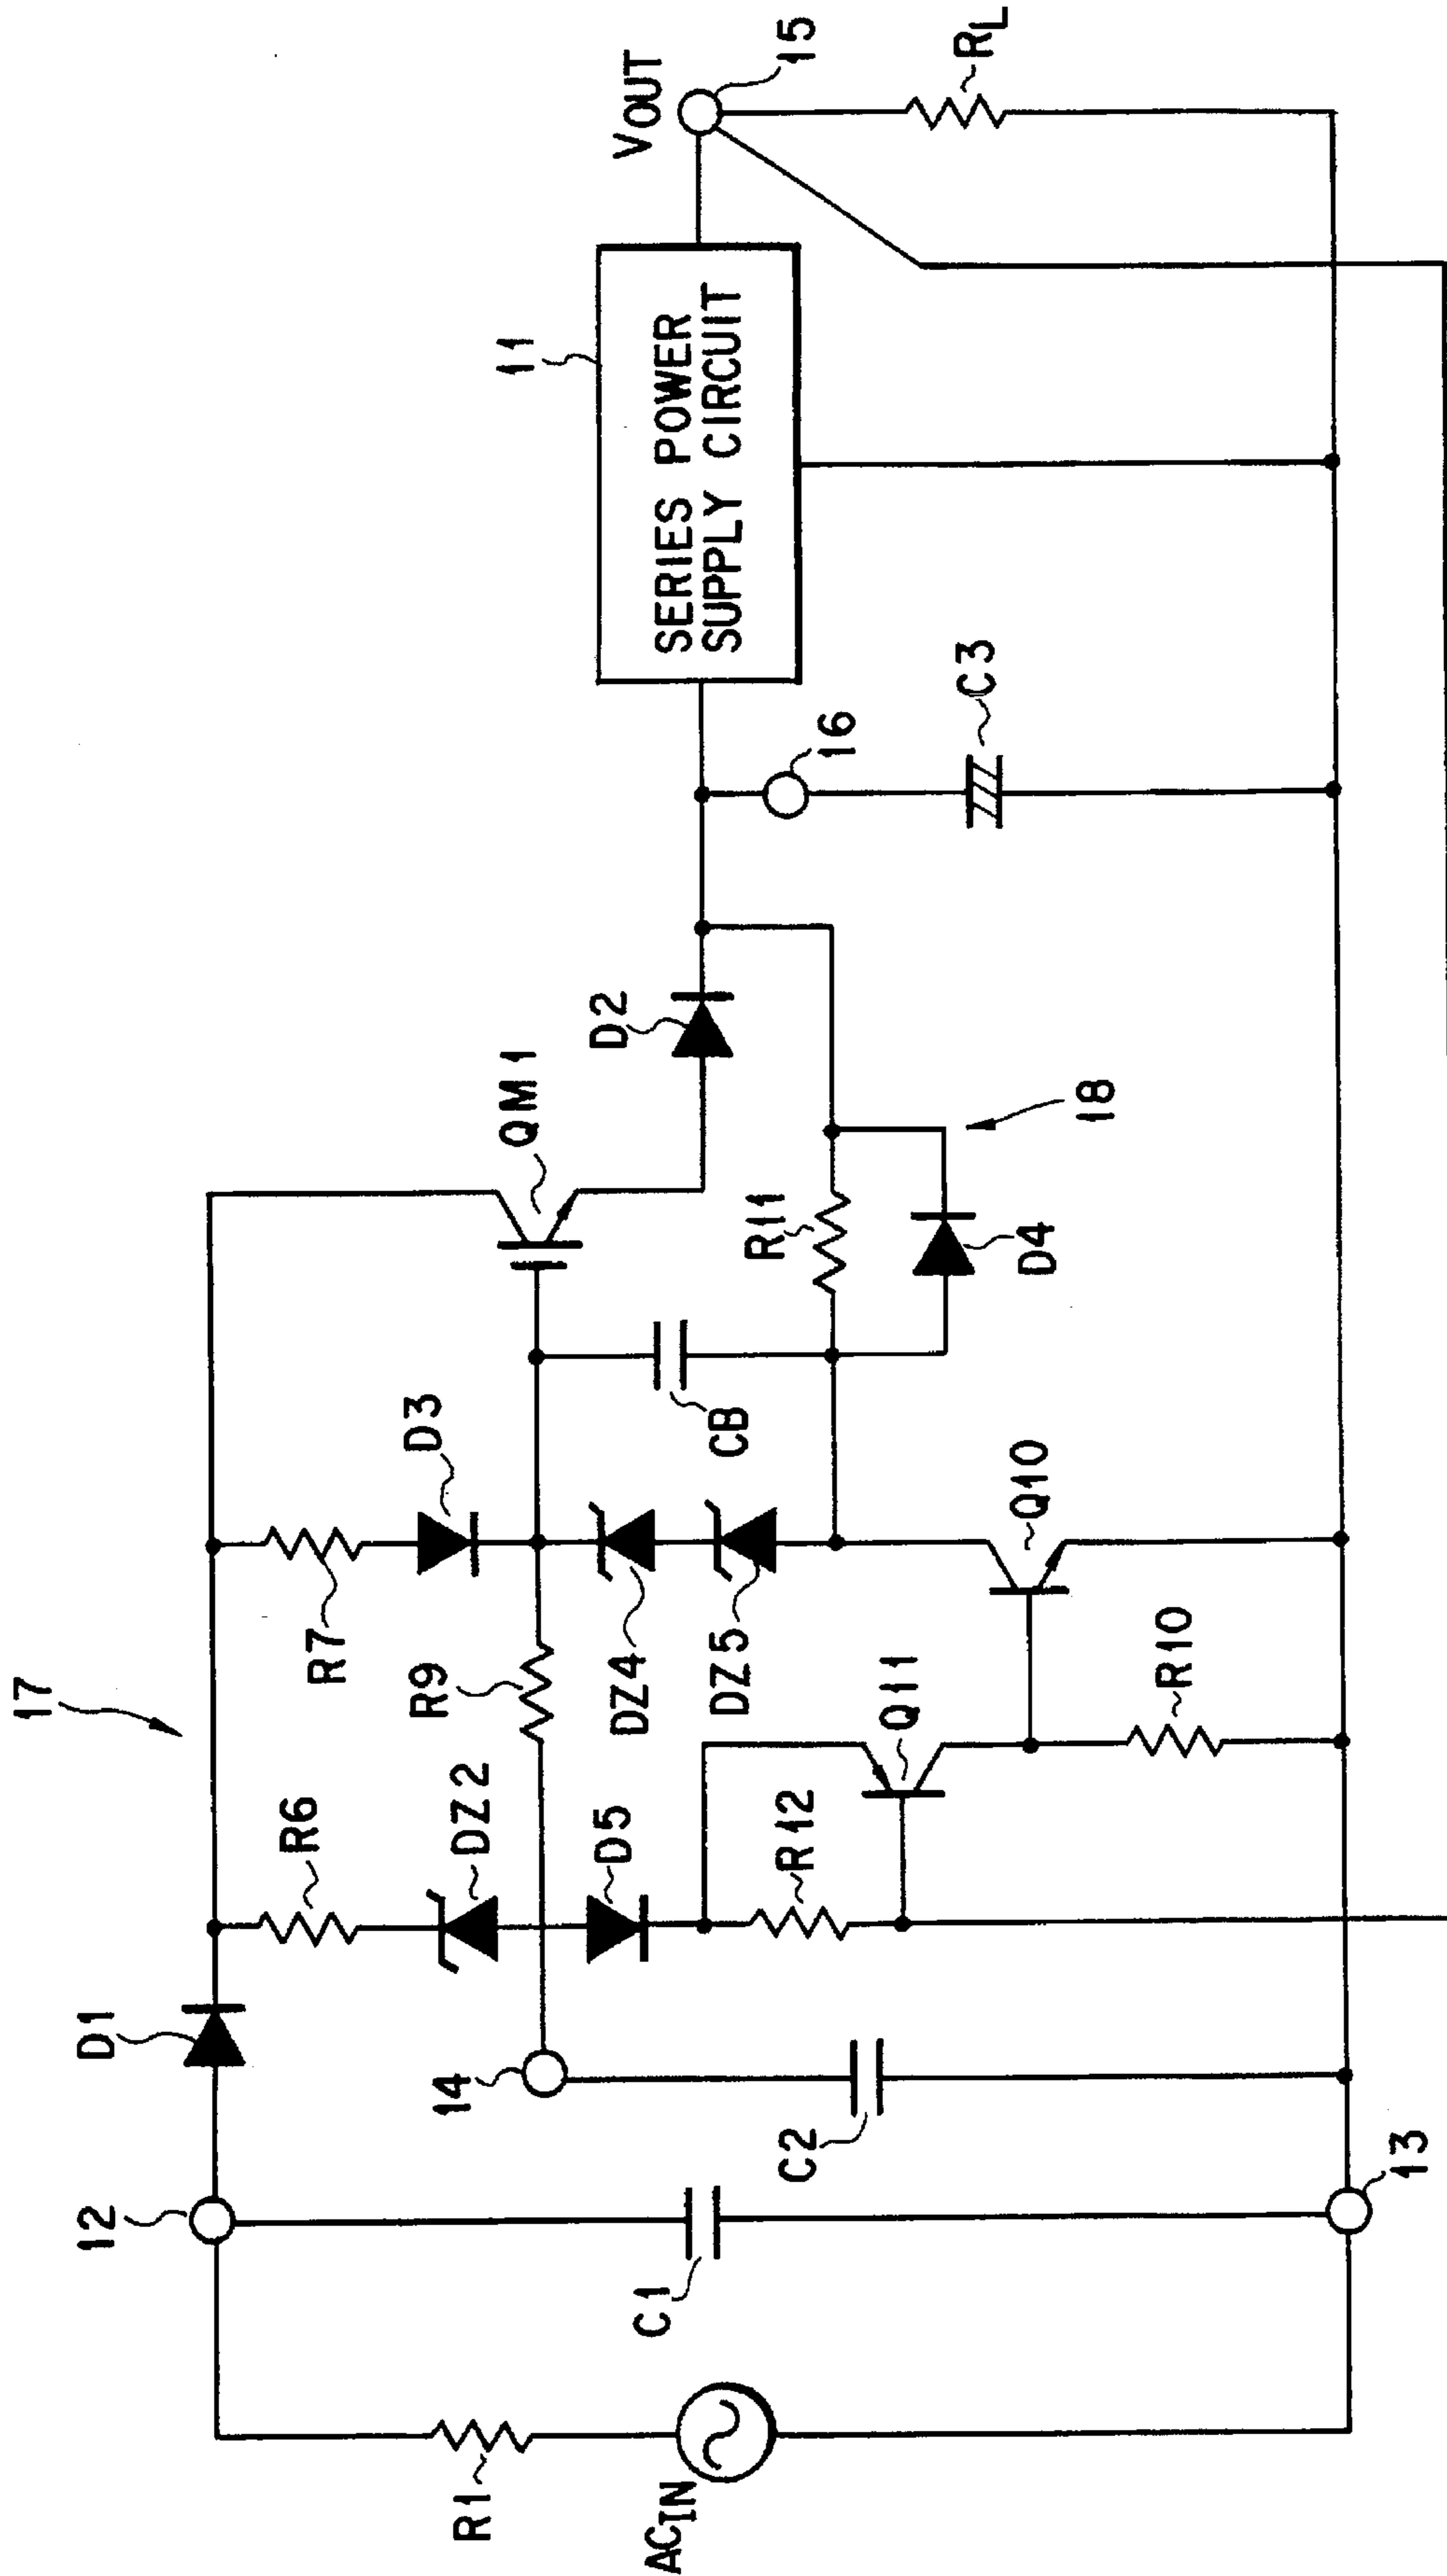 17
12
D1
R6
R7
D3
QM1
D2
11
SERIES POWER
SUPPLY CIRCUIT
VOUT
15
R1
ACIN
C1
14
C2
DZ2
D5
R9
R12
DZ4
DZ5
Q11
CB
R11
D4
18
16
C3
RL
Q10
R10
13